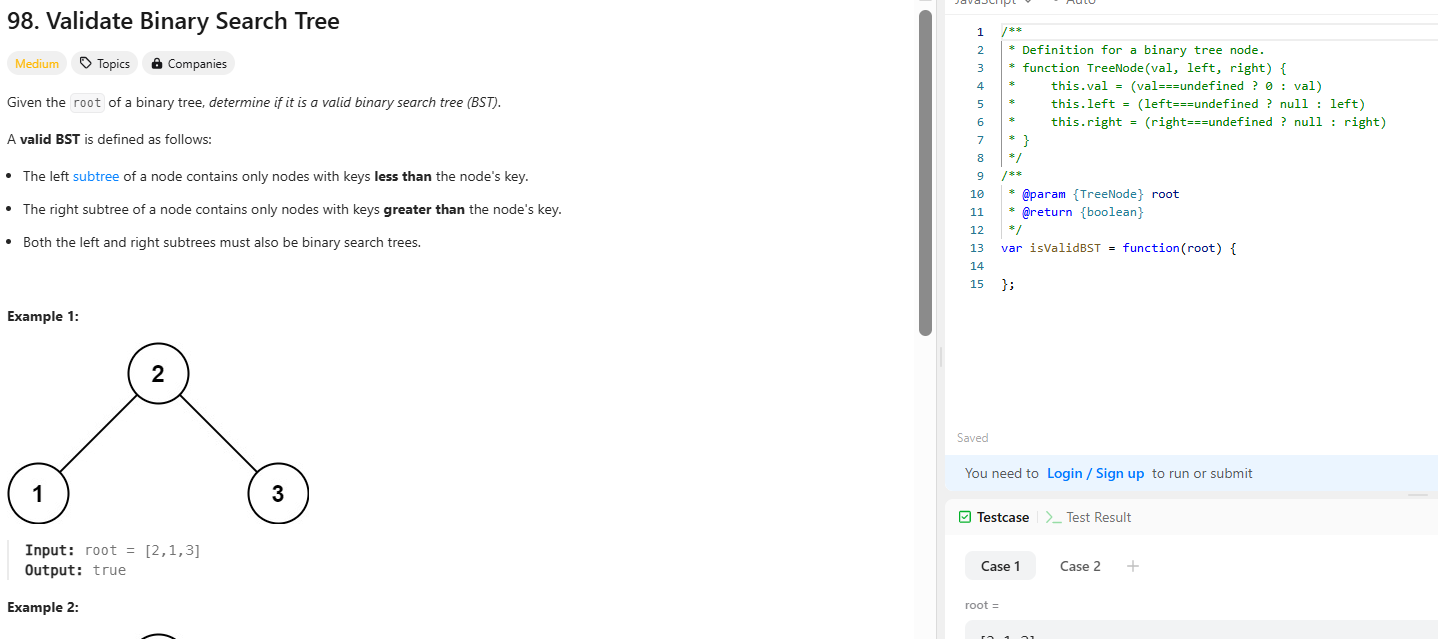 98. Validate Binary Search Tree
Medium Topics Companies
Given the root of a binary tree, determine if it is a valid binary search tree (BST).
A valid BST is defined as follows:
• The left subtree of a node contains only nodes with keys less than the node's key.
• The right subtree of a node contains only nodes with keys greater than the node's key.
• Both the left and right subtrees must also be binary search trees.
Example 1:
2
1 3
Input: root = [2,1,3]
Output: true
Example 2:
JavaScript Auto
1 /**
2 * Definition for a binary tree node.
3 * function TreeNode(val, left, right) {
4 *     this.val = (val===undefined ? 0 : val)
5 *     this.left = (left===undefined ? null : left)
6 *     this.right = (right===undefined ? null : right)
7 * }
8 */
9 /**
10 * @param {TreeNode} root
11 * @return {boolean}
12 */
13 var isValidBST = function(root) {
14
15 };
Saved
You need to Login / Sign up to run or submit
Testcase >_ Test Result
Case 1 Case 2 +
root =
[2,1,3]